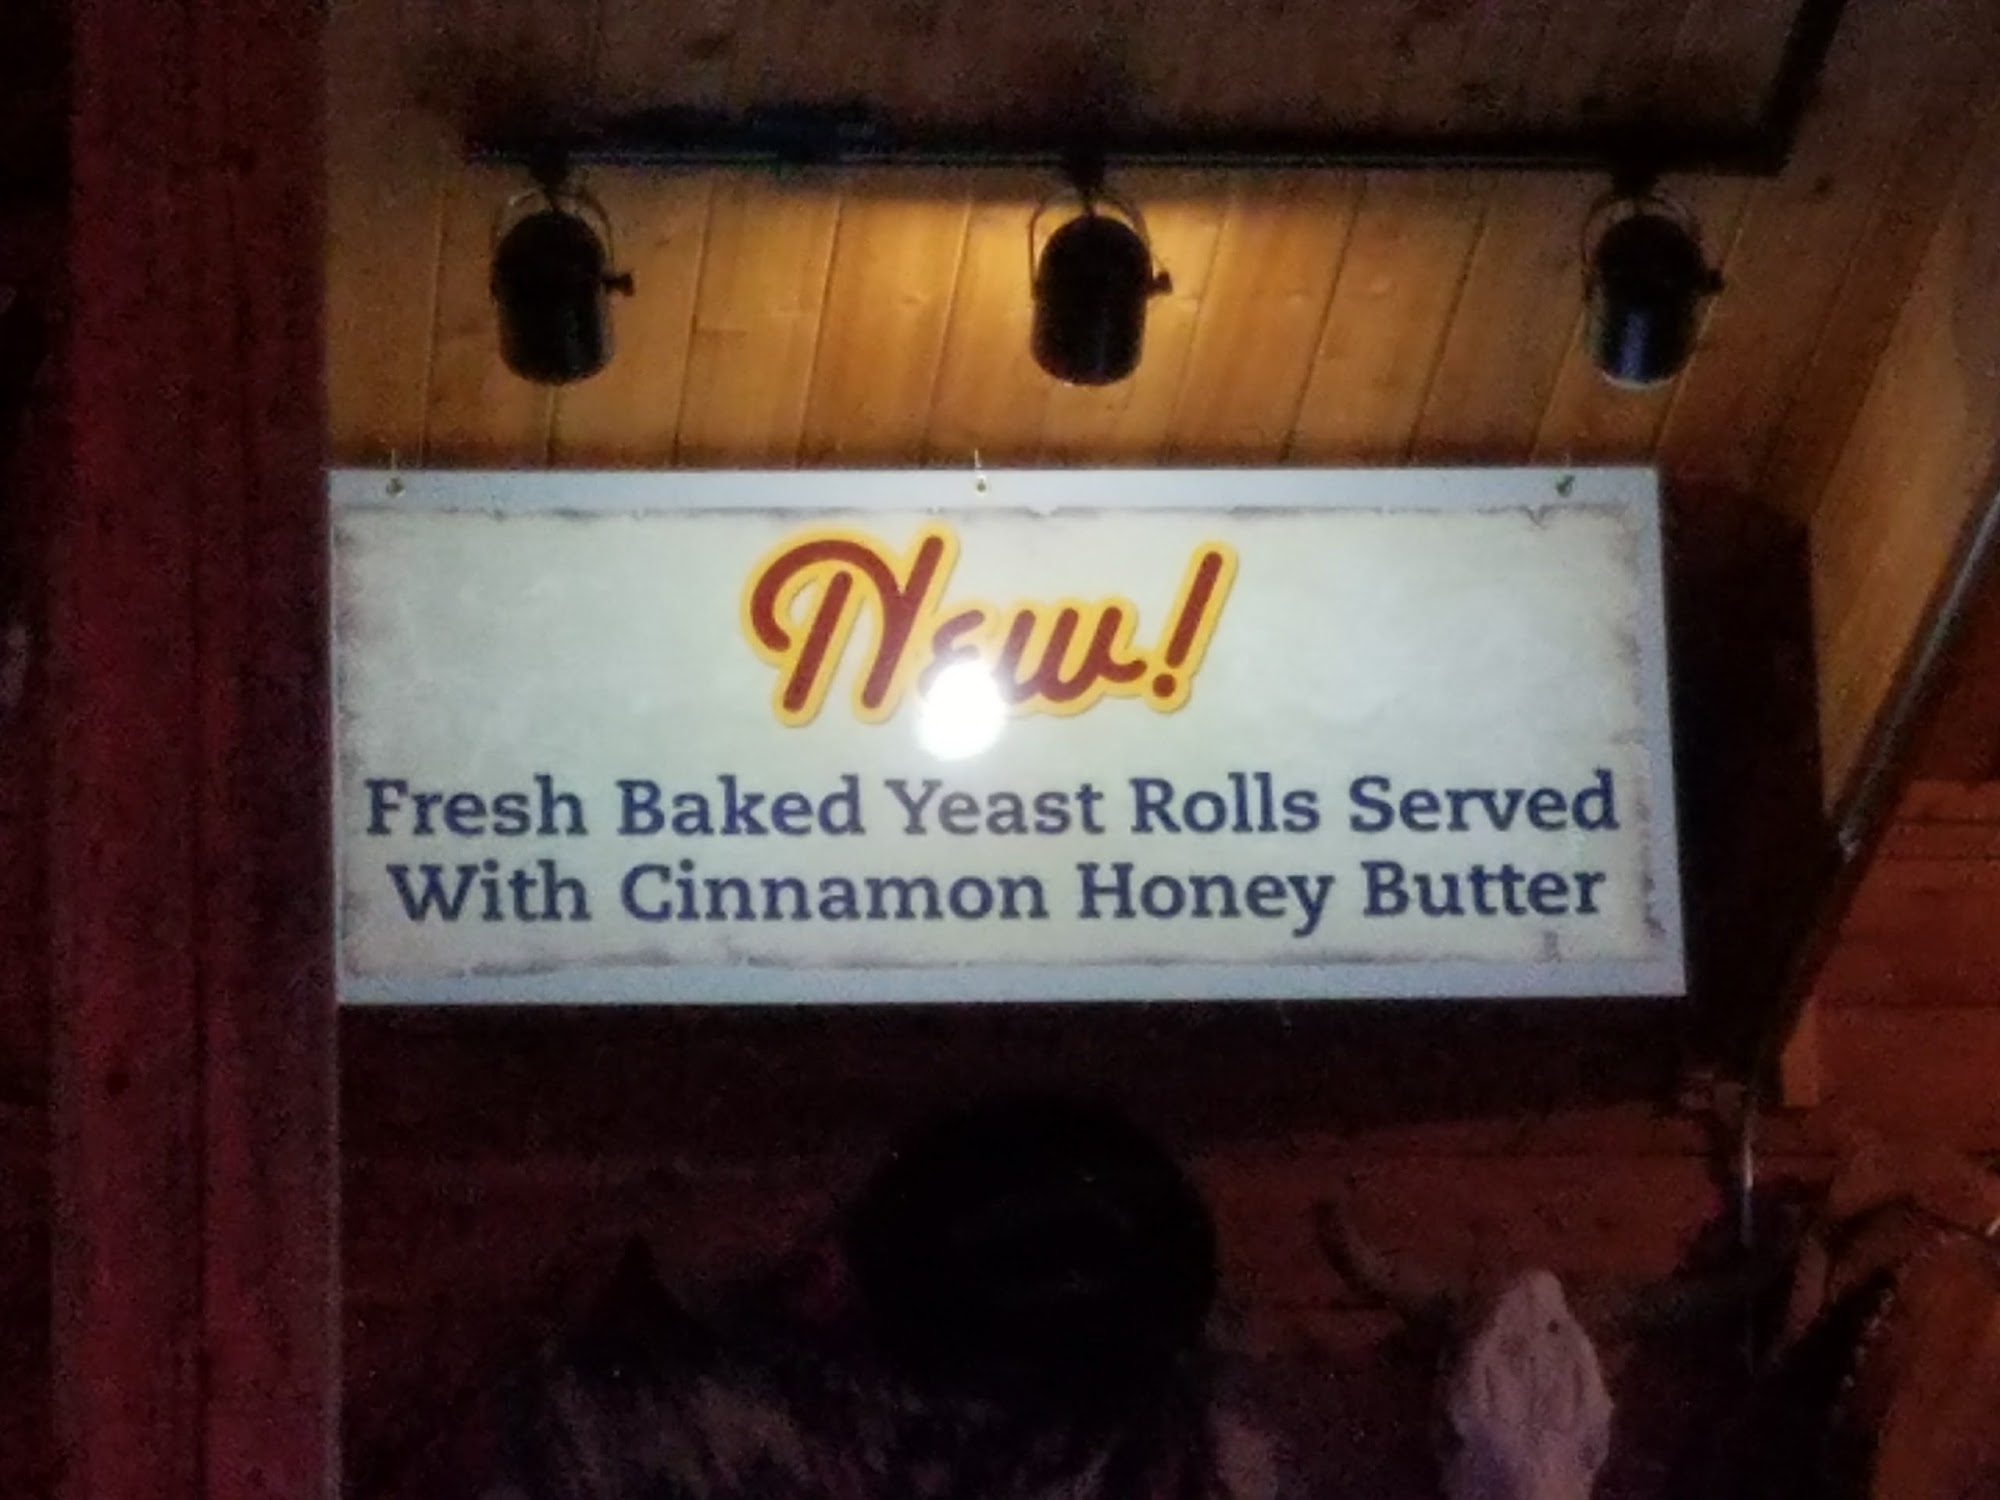 New!
Fresh Baked Yeast Rolls Served
With Cinnamon Honey Butter